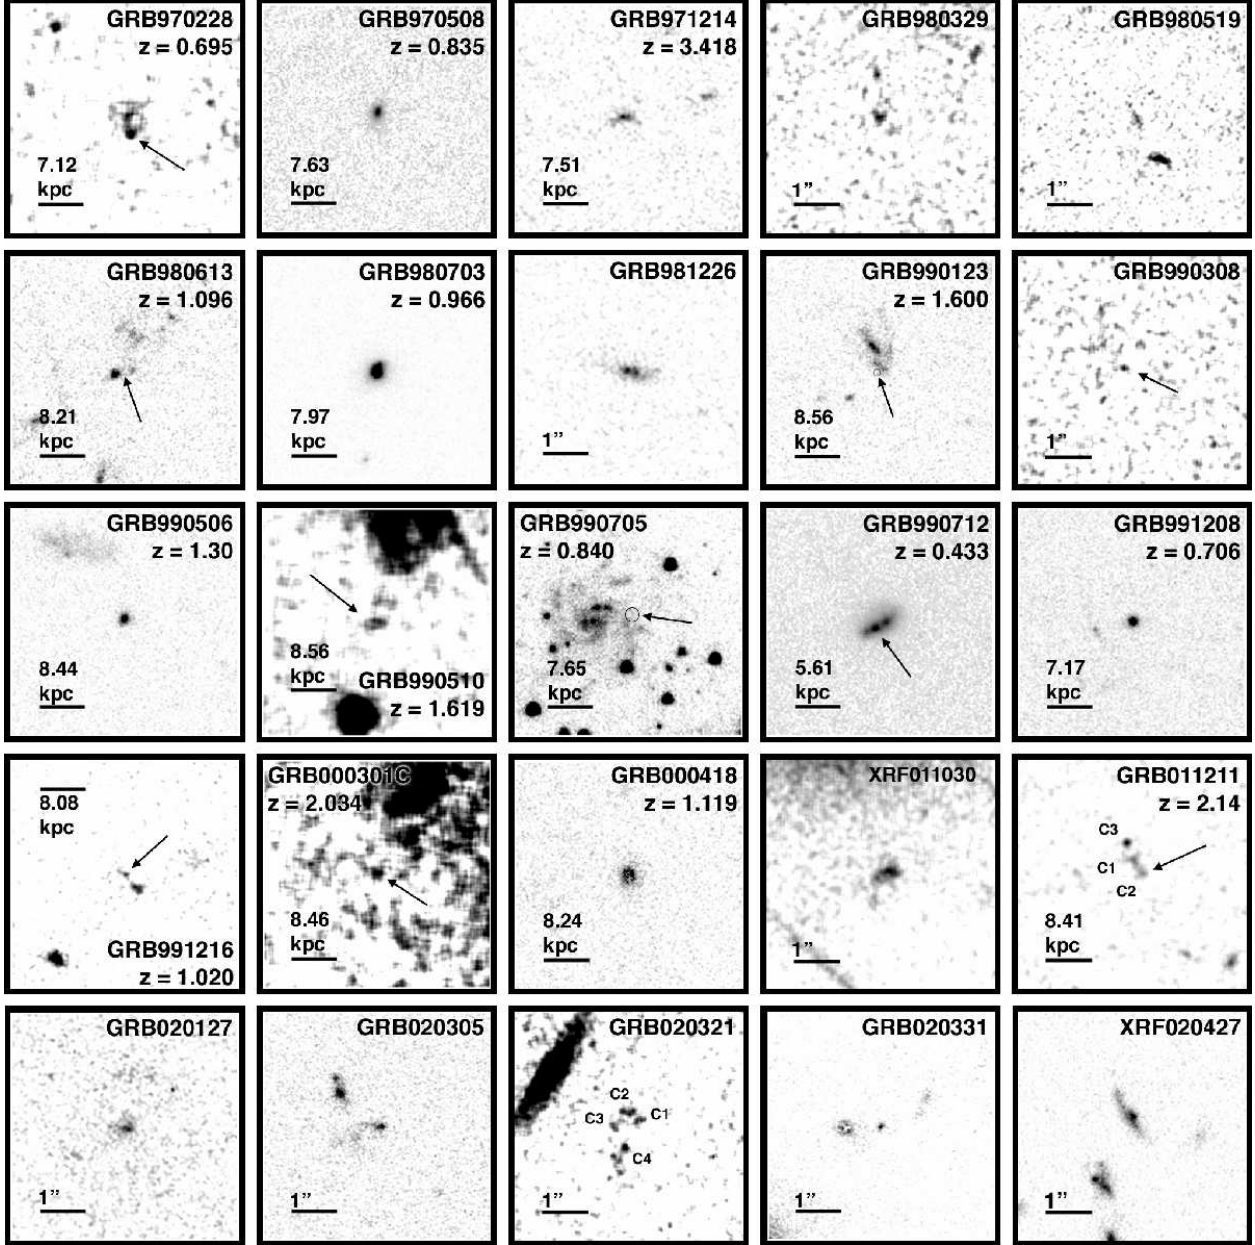 GRB970228
z = 0.695
7.12
kpc
GRB970508
z = 0.835
7.63
kpc
GRB971214
z = 3.418
7.51
kpc
GRB980329
1”
GRB980519
1”
GRB980613
z = 1.096
8.21
kpc
GRB980703
z = 0.966
7.97
kpc
GRB981226
1”
GRB990123
z = 1.600
8.56
kpc
GRB990308
1”
GRB990506
z = 1.30
8.44
kpc
8.56
kpc
GRB990510
z = 1.619
GRB990705
z = 0.840
7.65
kpc
GRB990712
z = 0.433
5.61
kpc
GRB991208
z = 0.706
7.17
kpc
8.08
kpc
GRB991216
z = 1.020
GRB000301C
z = 2.034
8.46
kpc
GRB000418
z = 1.119
8.24
kpc
XRF011030
1”
GRB011211
z = 2.14
C3
C1
C2
8.41
kpc
GRB020127
1”
GRB020305
1”
GRB020321
C2
C3
C1
C4
1”
GRB020331
1”
XRF020427
1”